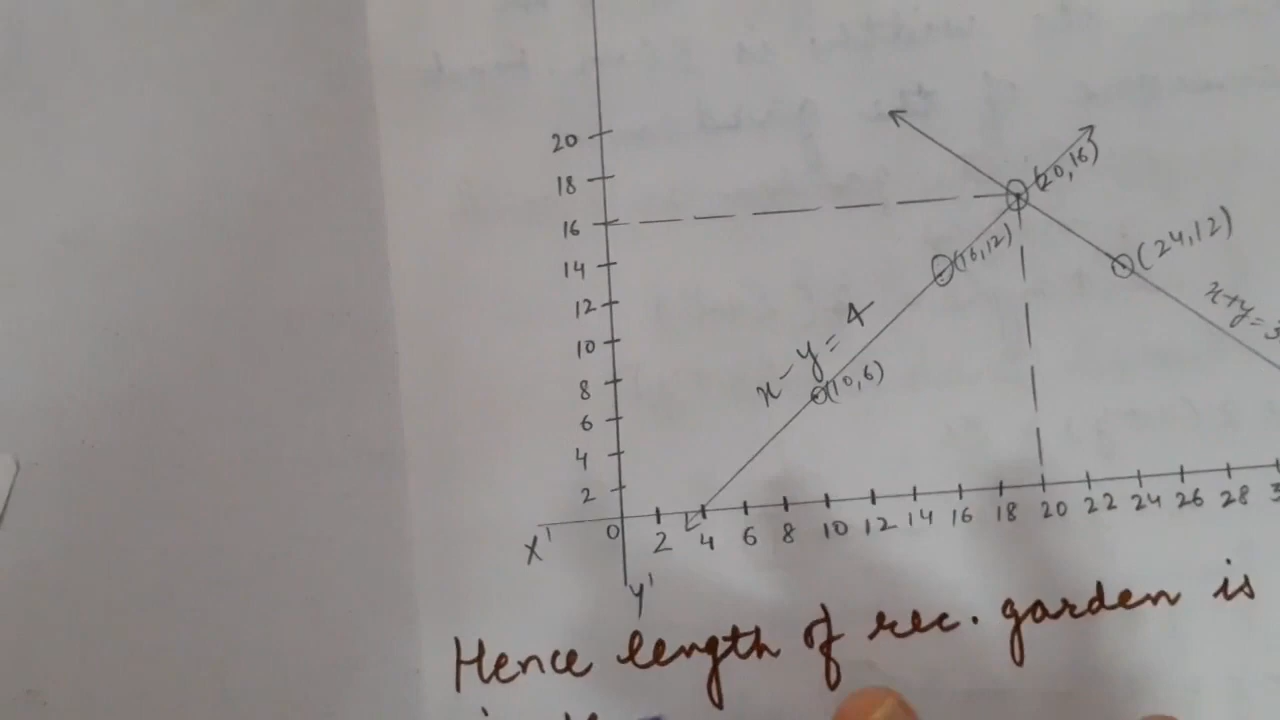 20
18
16
14
12
10
8
6
4
2
(20,16)
(16,12)
(24,12)
(10,6)
x-y=4
x+y=3
X' 0 2 4 6 8 10 12 14 16 18 20 22 24 26 28 3
Y'
Hence length of rec. garden is